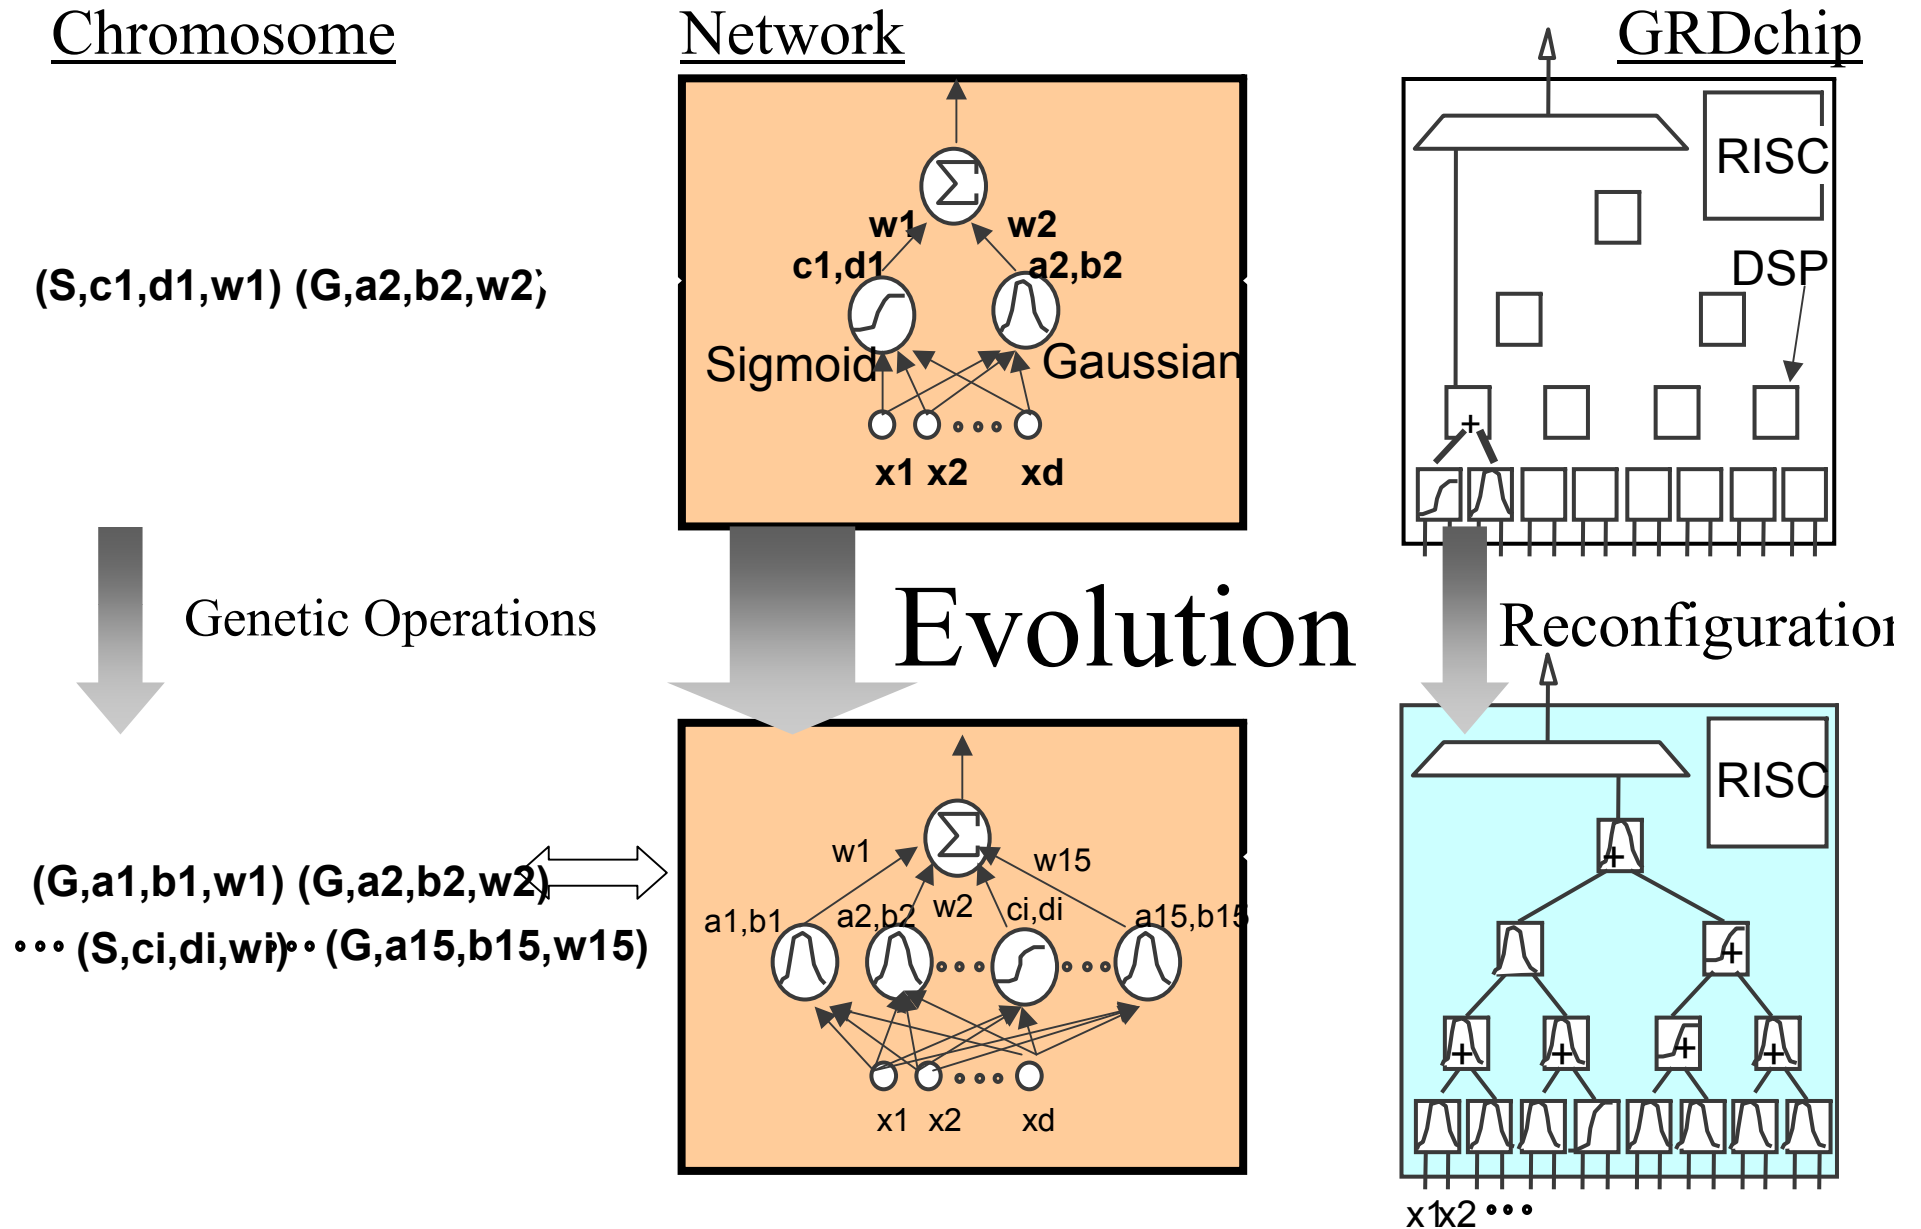 Chromosome
Network
GRDchip
RISC
w1
w2
(S,c1,d1,w1) (G,a2,b2,w2)
c1,d1
a2,b2
DSP
Sigmoid
Gaussian
+
x1 x2 xd
Genetic Operations
Evolution
Reconfiguration
RISC
Σ
Σ
w1
w15
+
(G,a1,b1,w1) (G,a2,b2,w2)
a1,b1
a2,b2
w2
ci,di
a15,b15
(S,ci,di,wi) (G,a15,b15,w15)
+
+ + + +
x1 x2 xd
x1x2